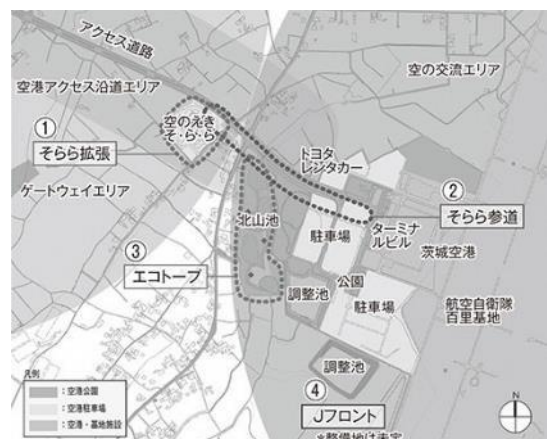 アクセス道路
空港アクセス沿道エリア
空の交流エリア
①
そらら拡張
空のえき
そ・ら・ら
ゲートウェイエリア
トヨタ
レンタカー
②
そらら参道
北山池
駐車場
ターミナ
ルビル
茨城空港
③
エコトープ
公園
調整池
駐車場
航空自衛隊
百里基地
調整池
④
Jフロント
凡例
：空港公園
：空港駐車場
：空港・基地施設
N
*整備地は未定